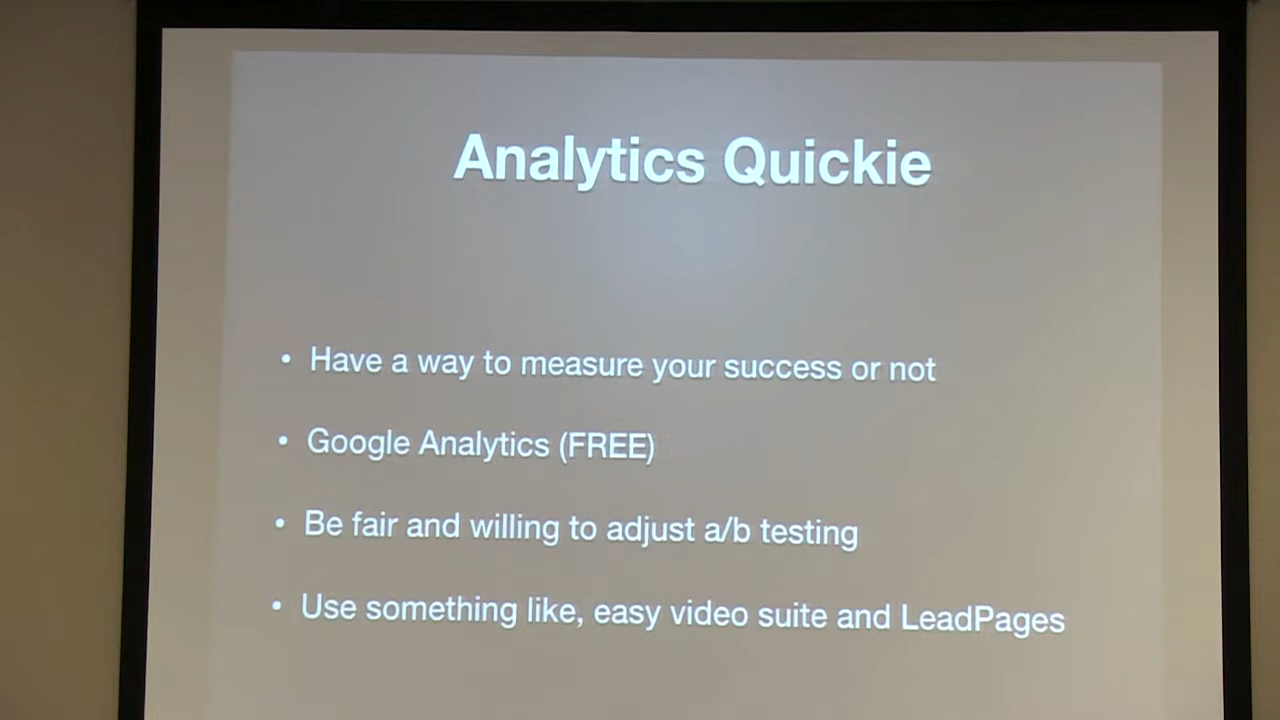 Analytics Quickie
• Have a way to measure your success or not
• Google Analytics (FREE)
• Be fair and willing to adjust a/b testing
• Use something like, easy video suite and LeadPages